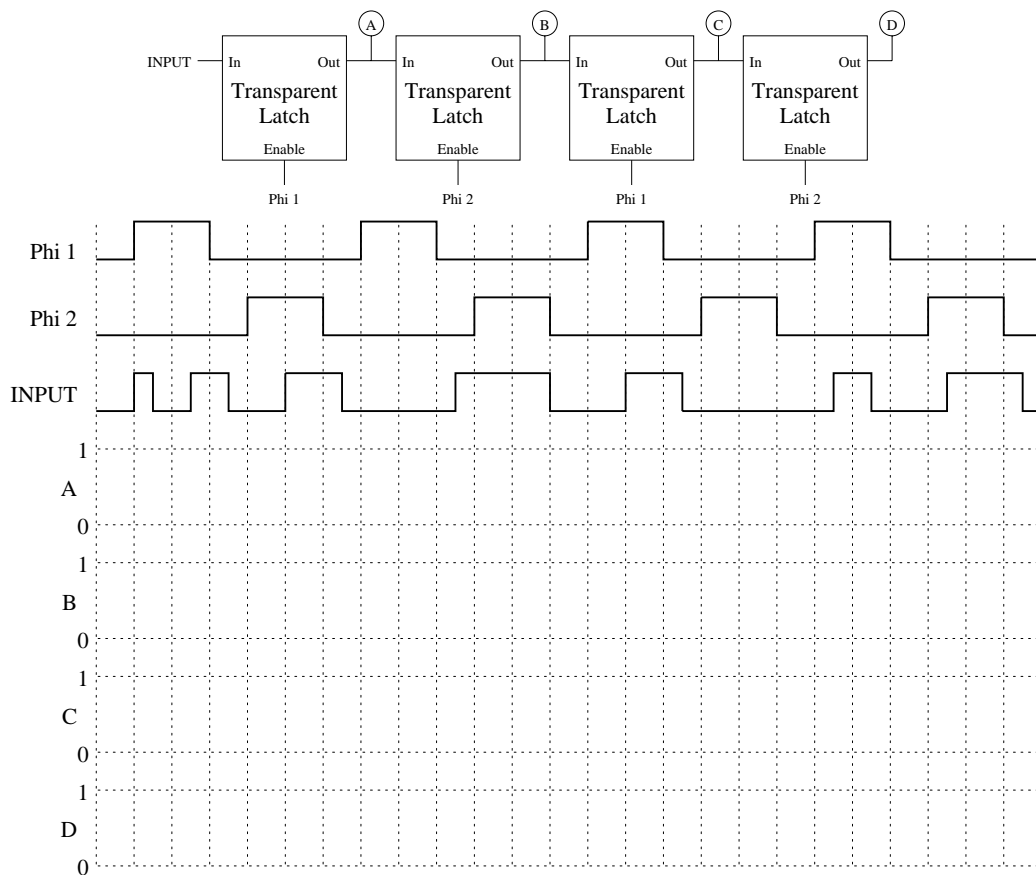 A B C D
INPUT In Out In Out In Out In Out
Transparent Transparent Transparent Transparent
Latch Latch Latch Latch
Enable Enable Enable Enable
Phi 1 Phi 2 Phi 1 Phi 2
Phi 1
Phi 2
INPUT
1
A
0
1
B
0
1
C
0
1
D
0